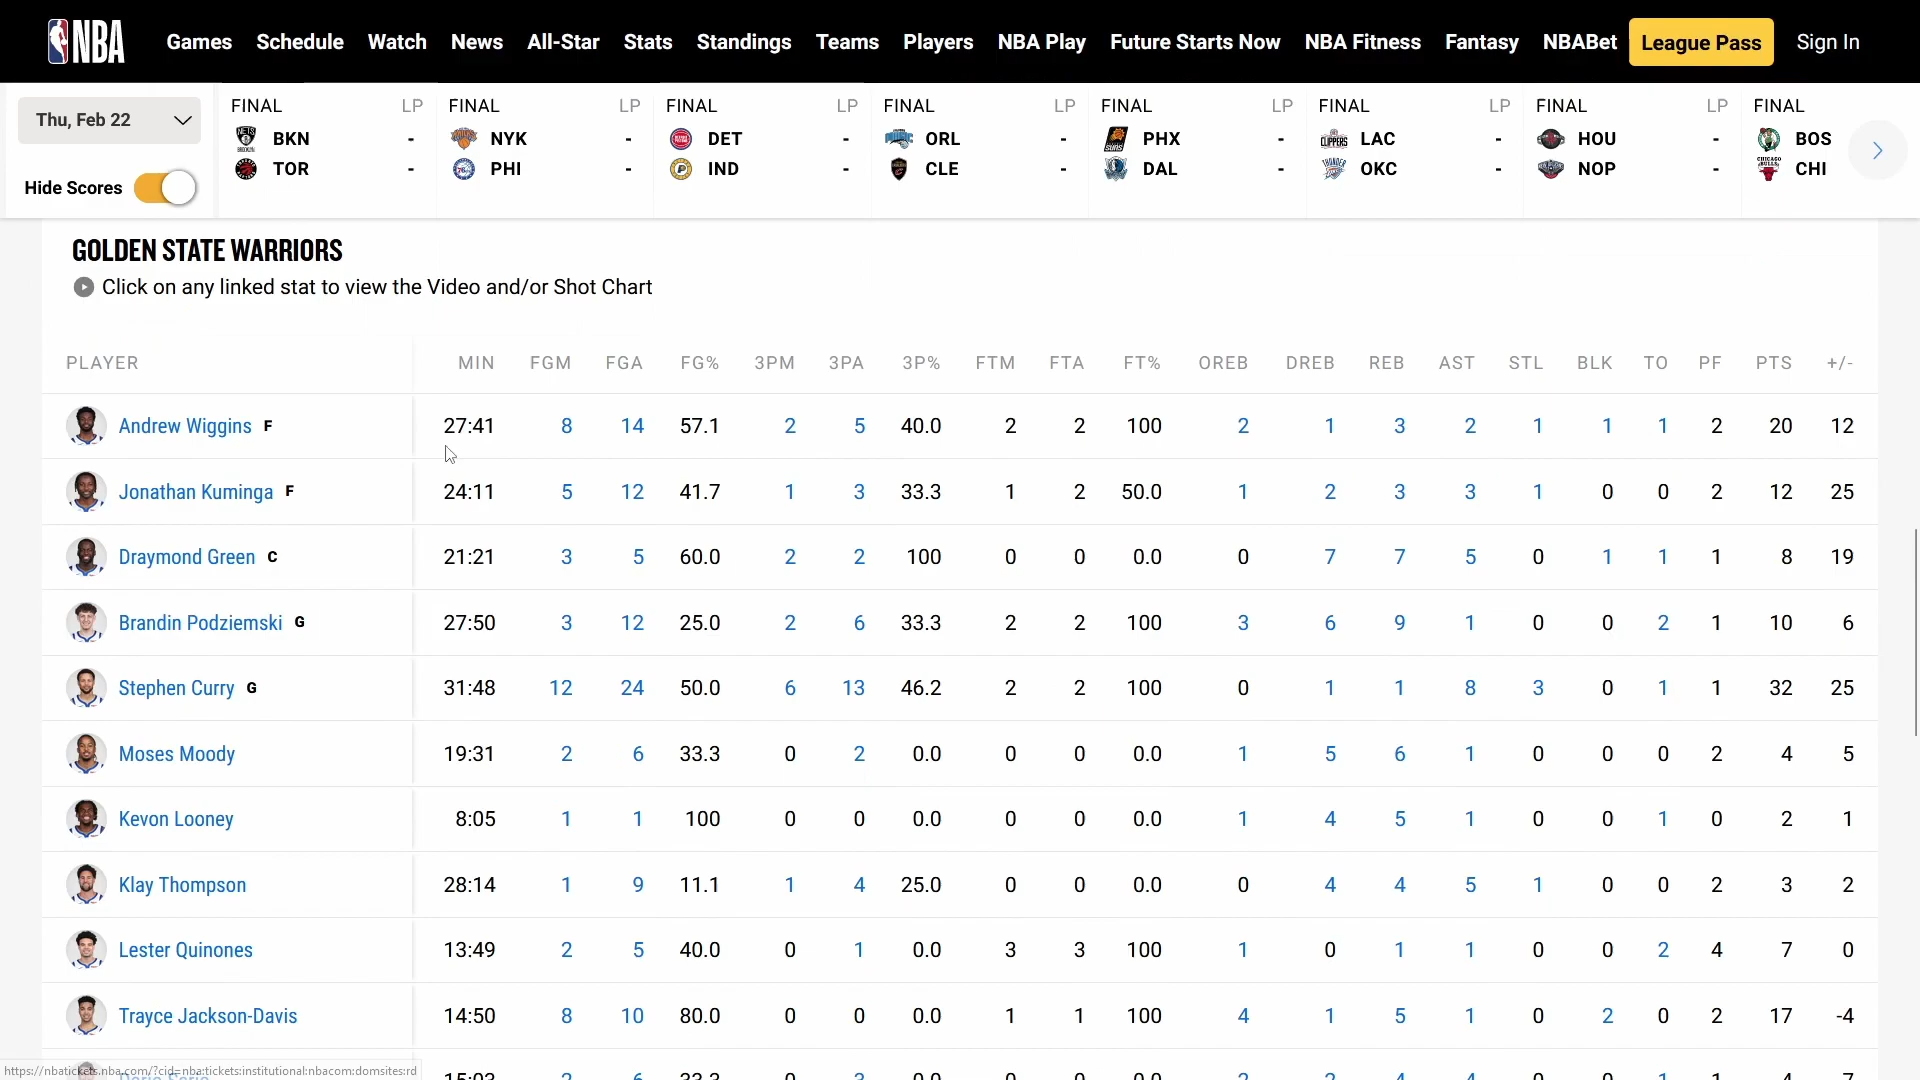 NBA Games Schedule Watch News All-Star Stats Standings Teams Players NBA Play Future Starts Now NBA Fitness Fantasy NBABet League Pass Sign In
Thu, Feb 22
Hide Scores
FINAL LP
BKN -
TOR -
FINAL LP
NYK -
PHI -
FINAL LP
DET -
IND -
FINAL LP
ORL -
CLE -
FINAL LP
PHX -
DAL -
FINAL LP
LAC -
OKC -
FINAL LP
HOU -
NOP -
FINAL
BOS
CHI
GOLDEN STATE WARRIORS
Click on any linked stat to view the Video and/or Shot Chart
PLAYER MIN FGM FGA FG% 3PM 3PA 3P% FTM FTA FT% OREB DREB REB AST STL BLK TO PF PTS +/-
Andrew Wiggins F 27:41 8 14 57.1 2 5 40.0 2 2 100 2 1 3 2 1 1 1 2 20 12
Jonathan Kuminga F 24:11 5 12 41.7 1 3 33.3 1 2 50.0 1 2 3 3 1 0 0 2 12 25
Draymond Green C 21:21 3 5 60.0 2 2 100 0 0 0.0 0 7 7 5 0 1 1 1 8 19
Brandin Podziemski G 27:50 3 12 25.0 2 6 33.3 2 2 100 3 6 9 1 0 0 2 1 10 6
Stephen Curry G 31:48 12 24 50.0 6 13 46.2 2 2 100 0 1 1 8 3 0 1 1 32 25
Moses Moody 19:31 2 6 33.3 0 2 0.0 0 0 0.0 1 5 6 1 0 0 0 2 4 5
Kevon Looney 8:05 1 1 100 0 0 0.0 0 0 0.0 1 4 5 1 0 0 1 0 2 1
Klay Thompson 28:14 1 9 11.1 1 4 25.0 0 0 0.0 0 4 4 5 1 0 0 2 3 2
Lester Quinones 13:49 2 5 40.0 0 1 0.0 3 3 100 1 0 1 1 0 0 2 4 7 0
Trayce Jackson-Davis 14:50 8 10 80.0 0 0 0.0 1 1 100 4 1 5 1 0 2 0 2 17 -4
https://nbatickets.nba.com/?cid=nba:tickets:institutional:nbacom:domsites:rd